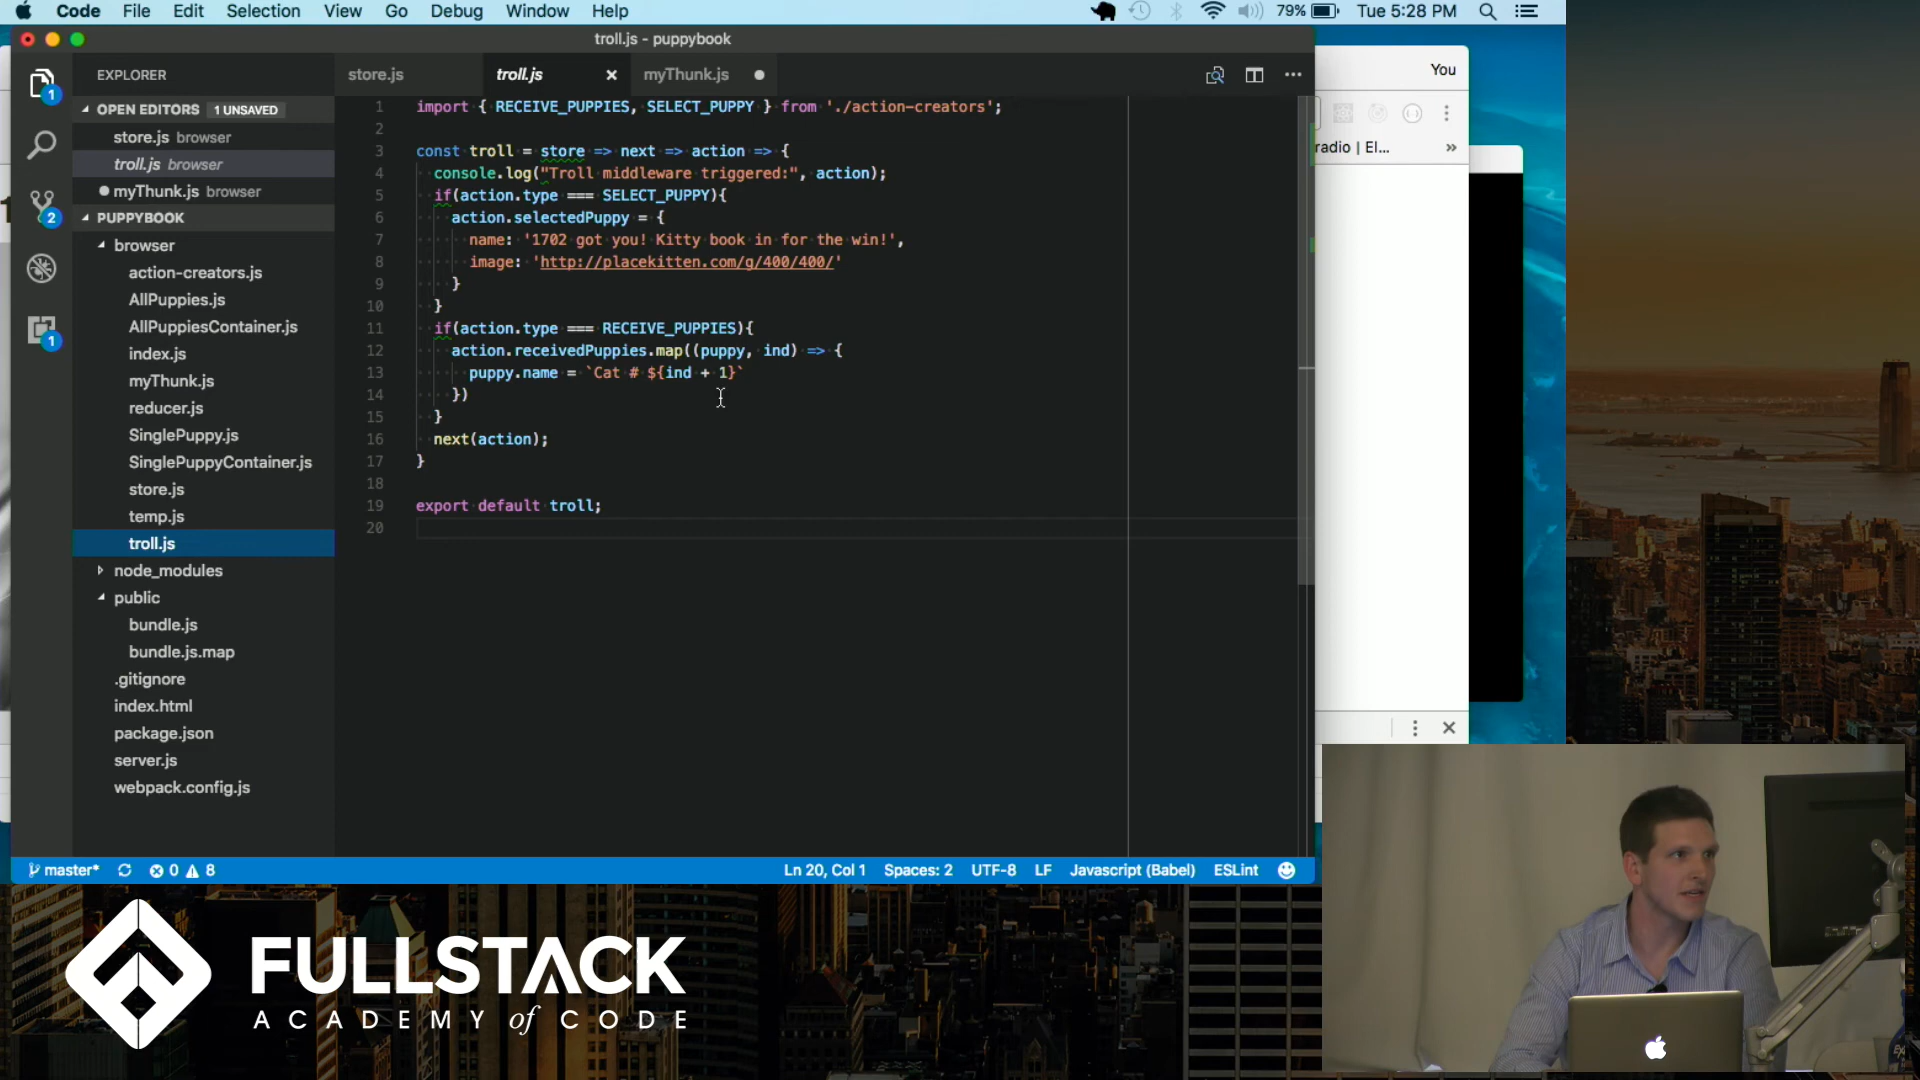 Code File Edit Selection View Go Debug Window Help 79% Tue 5:28 PM
troll.js - puppybook
You
EXPLORER
store.js troll.js myThunk.js
OPEN EDITORS 1 UNSAVED
store.js browser
troll.js browser
myThunk.js browser
PUPPYBOOK
browser
action-creators.js
AllPuppies.js
AllPuppiesContainer.js
index.js
myThunk.js
reducer.js
SinglePuppy.js
SinglePuppyContainer.js
store.js
temp.js
troll.js
node_modules
public
bundle.js
bundle.js.map
.gitignore
index.html
package.json
server.js
webpack.config.js
1
2
1
1 import { RECEIVE_PUPPIES, SELECT_PUPPY } from './action-creators';
2
3 const troll = store => next => action => {
4 console.log("Troll middleware triggered:", action);
5 if(action.type === SELECT_PUPPY){
6 action.selectedPuppy = {
7 name: '1702 got you! Kitty book in for the win!',
8 image: 'http://placekitten.com/g/400/400/'
9 }
10 }
11 if(action.type === RECEIVE_PUPPIES){
12 action.receivedPuppies.map((puppy, ind) => {
13 puppy.name = `Cat # ${ind + 1}`
14 })
15 }
16 next(action);
17 }
18
19 export default troll;
20
radio | El... »
master* 0 8 Ln 20, Col 1 Spaces: 2 UTF-8 LF Javascript (Babel) ESLint
FULLSTACK
ACADEMY of CODE